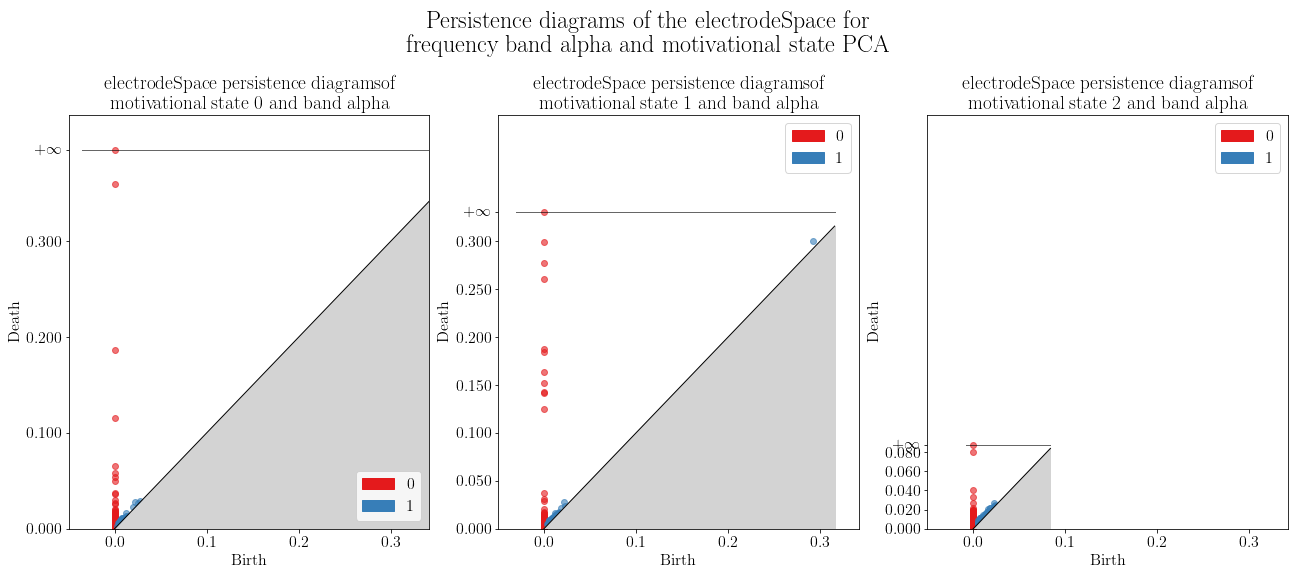 Persistence diagrams of the electrodeSpace for
frequency band alpha and motivational state PCA
electrodeSpace persistence diagramsof
motivational state 0 and band alpha
+∞
0.300
0.200
0.100
0.000
Death
0.0
0.1
0.2
0.3
Birth
0
1
electrodeSpace persistence diagramsof
motivational state 1 and band alpha
+∞
0.300
0.250
0.200
0.150
0.100
0.050
0.000
Death
0.0
0.1
0.2
0.3
Birth
0
1
electrodeSpace persistence diagramsof
motivational state 2 and band alpha
+∞
0.080
0.060
0.040
0.020
0.000
Death
0.0
0.1
0.2
0.3
Birth
0
1